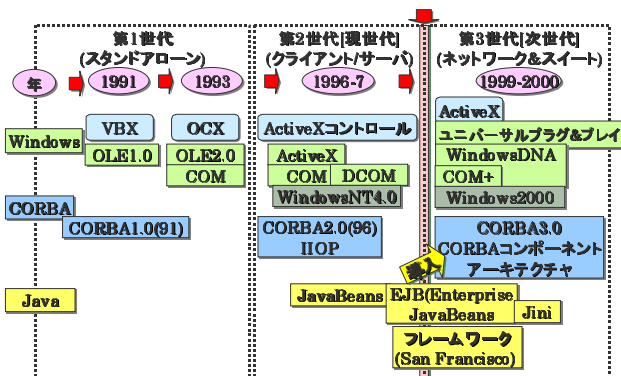 第1世代
(スタンドアローン)
第2世代[現世代]
(クライアント/サーバ)
第3世代[次世代]
(ネットワーク&スイート)
年
1991
1993
1996-7
1999-2000
Windows
VBX
OLE1.0
OCX
OLE2.0
COM
ActiveXコントロール
ActiveX
COM
DCOM
WindowsNT4.0
ActiveX
ユニバーサルプラグ&プレイ
WindowsDNA
COM+
Windows2000
CORBA
CORBA1.0(91)
CORBA2.0(96)
IIOP
CORBA3.0
CORBAコンポーネント
アーキテクチャ
導入
Java
JavaBeans
EJB(Enterprise
JavaBeans
Jini
フレームワーク
(San Francisco)